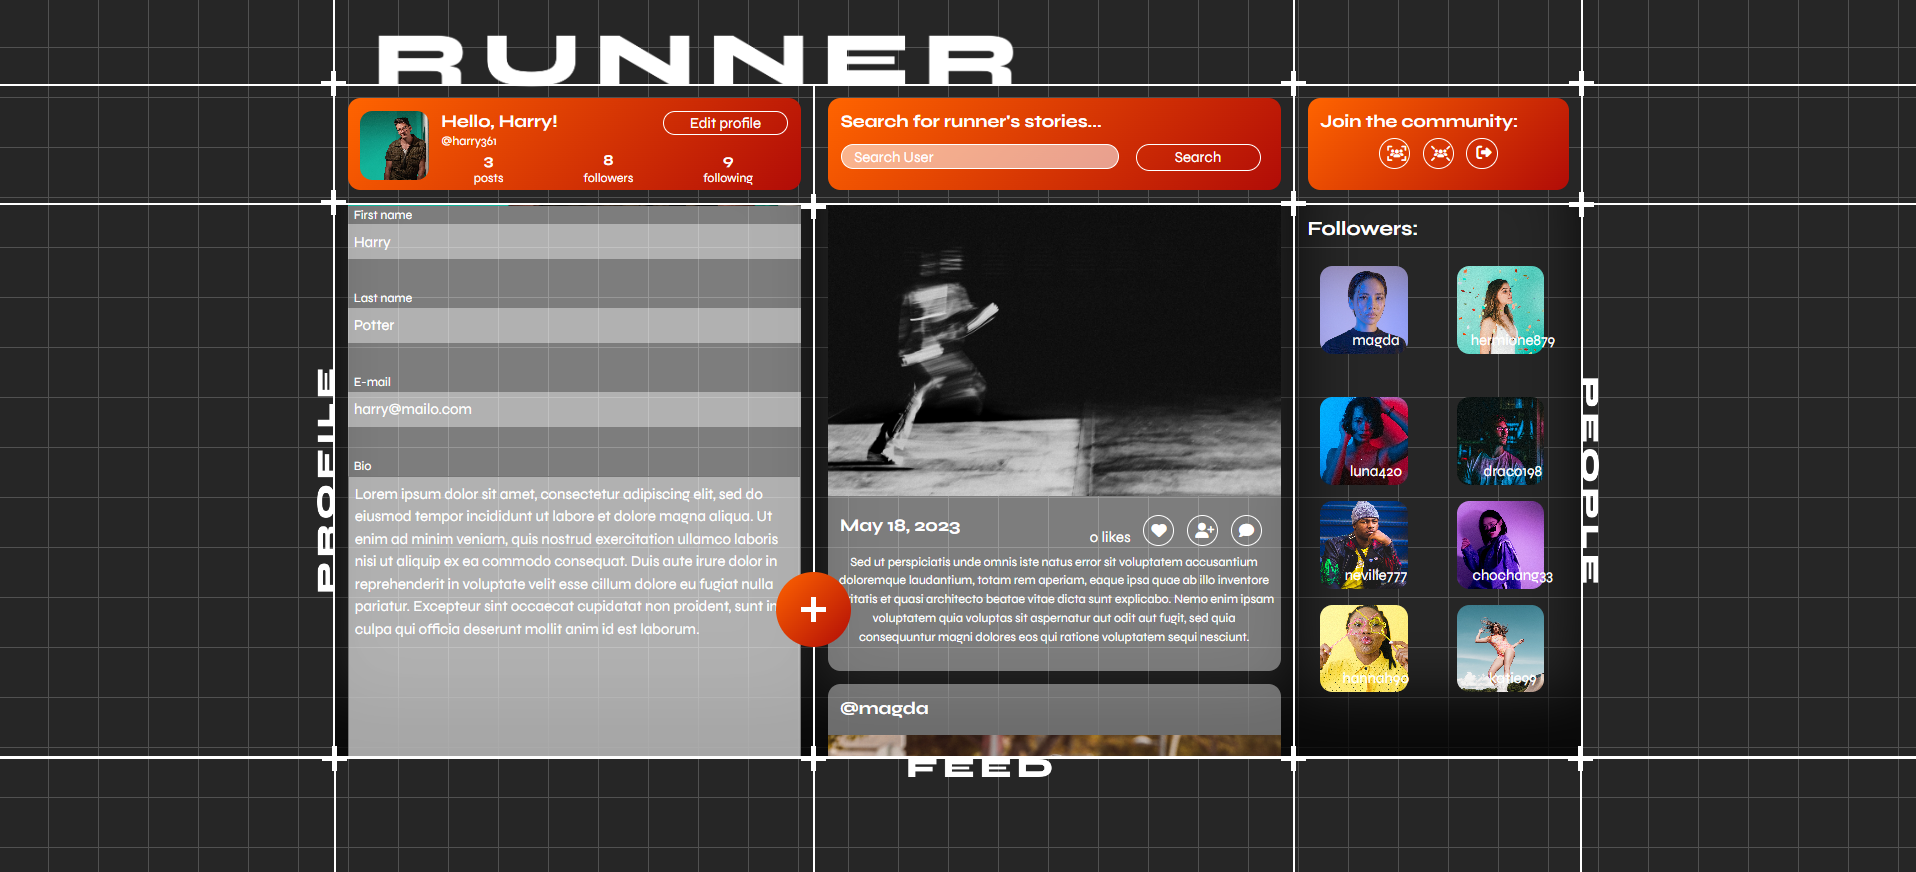 RUNNER
Hello, Harry!
@harry361
Edit profile
3
posts
8
followers
9
following
Search for runner's stories...
Search User
Search
Join the community:
PROFILE
First name
Harry
Last name
Potter
E-mail
harry@mailo.com
Bio
Lorem ipsum dolor sit amet, consectetur adipiscing elit, sed do
eiusmod tempor incididunt ut labore et dolore magna aliqua. Ut
enim ad minim veniam, quis nostrud exercitation ullamco laboris
nisi ut aliquip ex ea commodo consequat. Duis aute irure dolor in
reprehenderit in voluptate velit esse cillum dolore eu fugiat nulla
pariatur. Excepteur sint occaecat cupidatat non proident, sunt in
culpa qui officia deserunt mollit anim id est laborum.
May 18, 2023
0 likes
Sed ut perspiciatis unde omnis iste natus error sit voluptatem accusantium
doloremque laudantium, totam rem aperiam, eaque ipsa quae ab illo inventore
itatis et quasi architecto beatae vitae dicta sunt explicabo. Nemo enim ipsam
voluptatem quia voluptas sit aspernatur aut odit aut fugit, sed quia
consequuntur magni dolores eos qui ratione voluptatem sequi nesciunt.
@magda
FEED
Followers:
magda
hermione879
luna420
draco198
neville777
chochang33
hannah90
katie99
PEOPLE